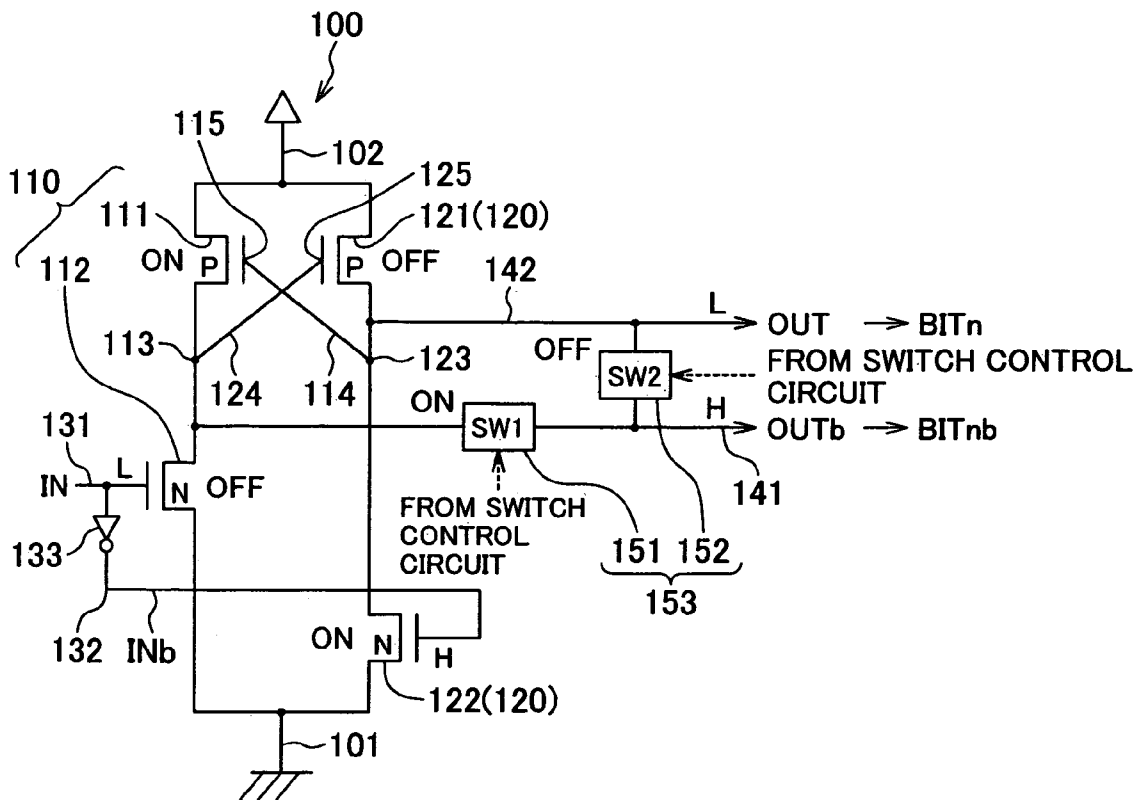 100
115
102
125
110
111
121(120)
ON P
P OFF
112
142
L
OUT → BITn
113
123
OFF
SW2
FROM SWITCH CONTROL
CIRCUIT
124
114
ON
SW1
H
OUTb → BITnb
131
IN
L
N OFF
141
FROM SWITCH
CONTROL
CIRCUIT
133
151 152
153
132
INb
ON N
H
122(120)
101